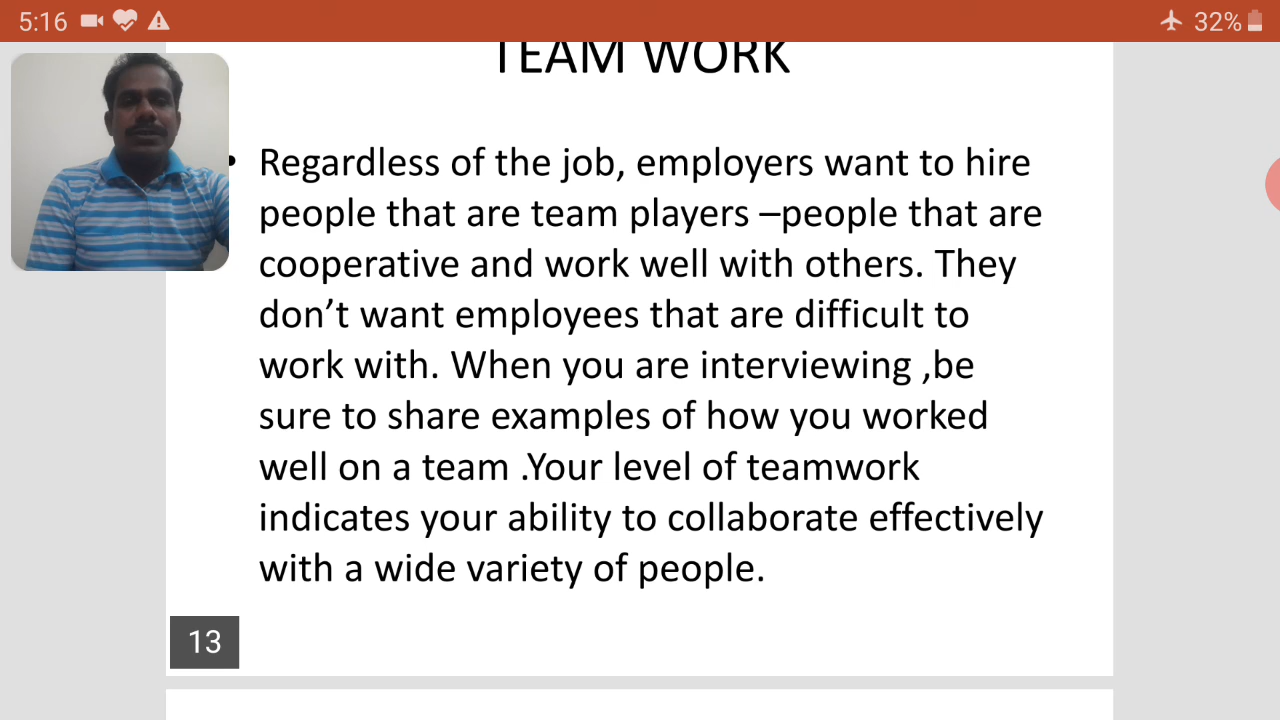 5:16
32%
TEAM WORK
• Regardless of the job, employers want to hire
people that are team players –people that are
cooperative and work well with others. They
don’t want employees that are difficult to
work with. When you are interviewing ,be
sure to share examples of how you worked
well on a team .Your level of teamwork
indicates your ability to collaborate effectively
with a wide variety of people.
13